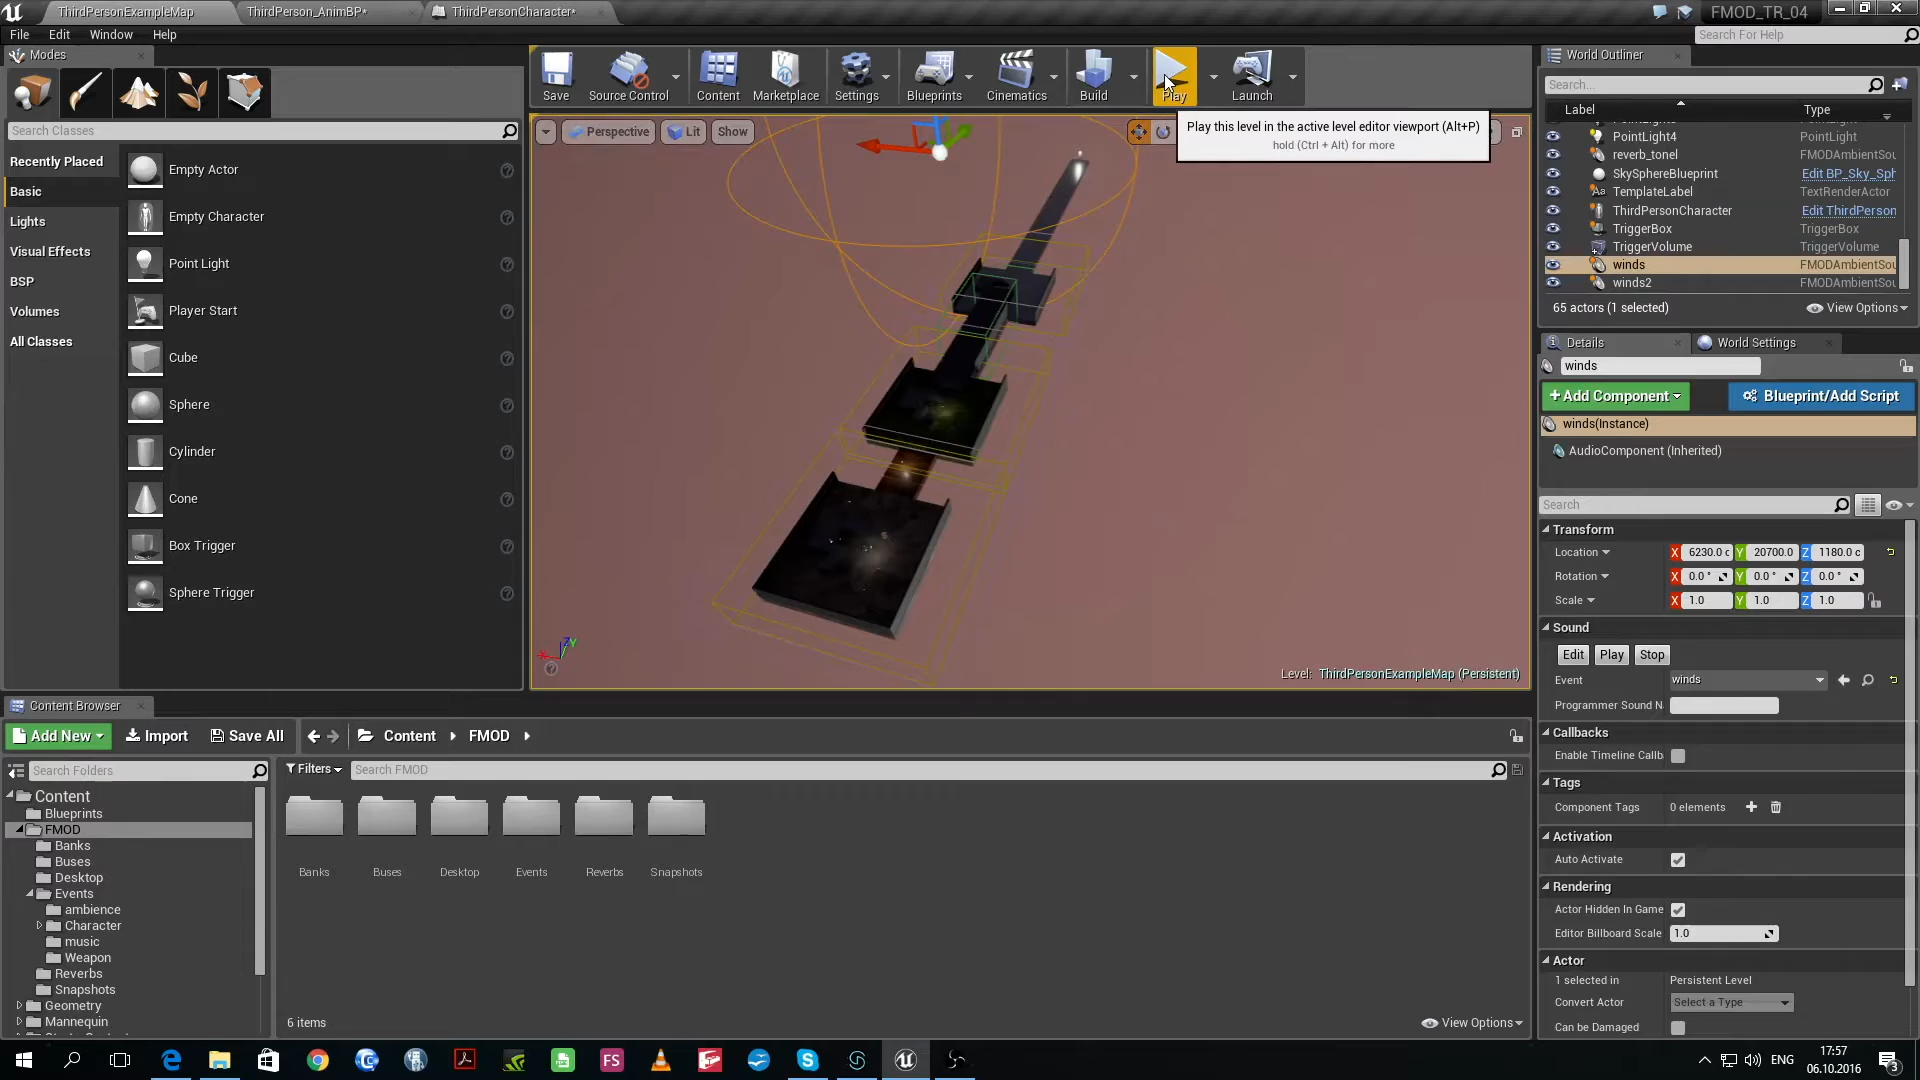 ThirdPersonExampleMap
ThirdPerson_AnimBP*
ThirdPersonCharacter*
FMOD_TR_04
File Edit Window Help
Search For Help
Modes
Search Classes
Recently Placed
Basic
Lights
Visual Effects
BSP
Volumes
All Classes
Empty Actor
Empty Character
Point Light
Player Start
Cube
Sphere
Cylinder
Cone
Box Trigger
Sphere Trigger
Save
Source Control
Content
Marketplace
Settings
Blueprints
Cinematics
Build
Play
Launch
Perspective
Lit
Show
Play this level in the active level editor viewport (Alt+P)
hold (Ctrl + Alt) for more
Level: ThirdPersonExampleMap (Persistent)
World Outliner
Search...
Label Type
PointLight4 PointLight
reverb_tonel FMODAmbientSou
SkySphereBlueprint Edit BP_Sky_Sph
TemplateLabel TextRenderActor
ThirdPersonCharacter Edit ThirdPerson
TriggerBox TriggerBox
TriggerVolume TriggerVolume
winds FMODAmbientSou
winds2 FMODAmbientSou
65 actors (1 selected)
View Options
Details
World Settings
winds
+Add Component
Blueprint/Add Script
winds(Instance)
AudioComponent (Inherited)
Search
Transform
Location X 6230.0 c Y 20700.0 Z 1180.0 c
Rotation X 0.0 ° Y 0.0 ° Z 0.0 °
Scale X 1.0 Y 1.0 Z 1.0
Sound
Edit Play Stop
Event winds
Programmer Sound N
Callbacks
Enable Timeline Callb
Tags
Component Tags 0 elements
Activation
Auto Activate
Rendering
Actor Hidden In Game
Editor Billboard Scale 1.0
Actor
1 selected in Persistent Level
Convert Actor Select a Type
Can be Damaged
Content Browser
Add New
Import
Save All
Content
FMOD
Search Folders
Filters
Search FMOD
Content
Blueprints
FMOD
Banks
Buses
Desktop
Events
ambience
Character
music
Weapon
Reverbs
Snapshots
Geometry
Mannequin
Banks
Buses
Desktop
Events
Reverbs
Snapshots
6 items
View Options
FS
ENG
17:57
06.10.2016
3